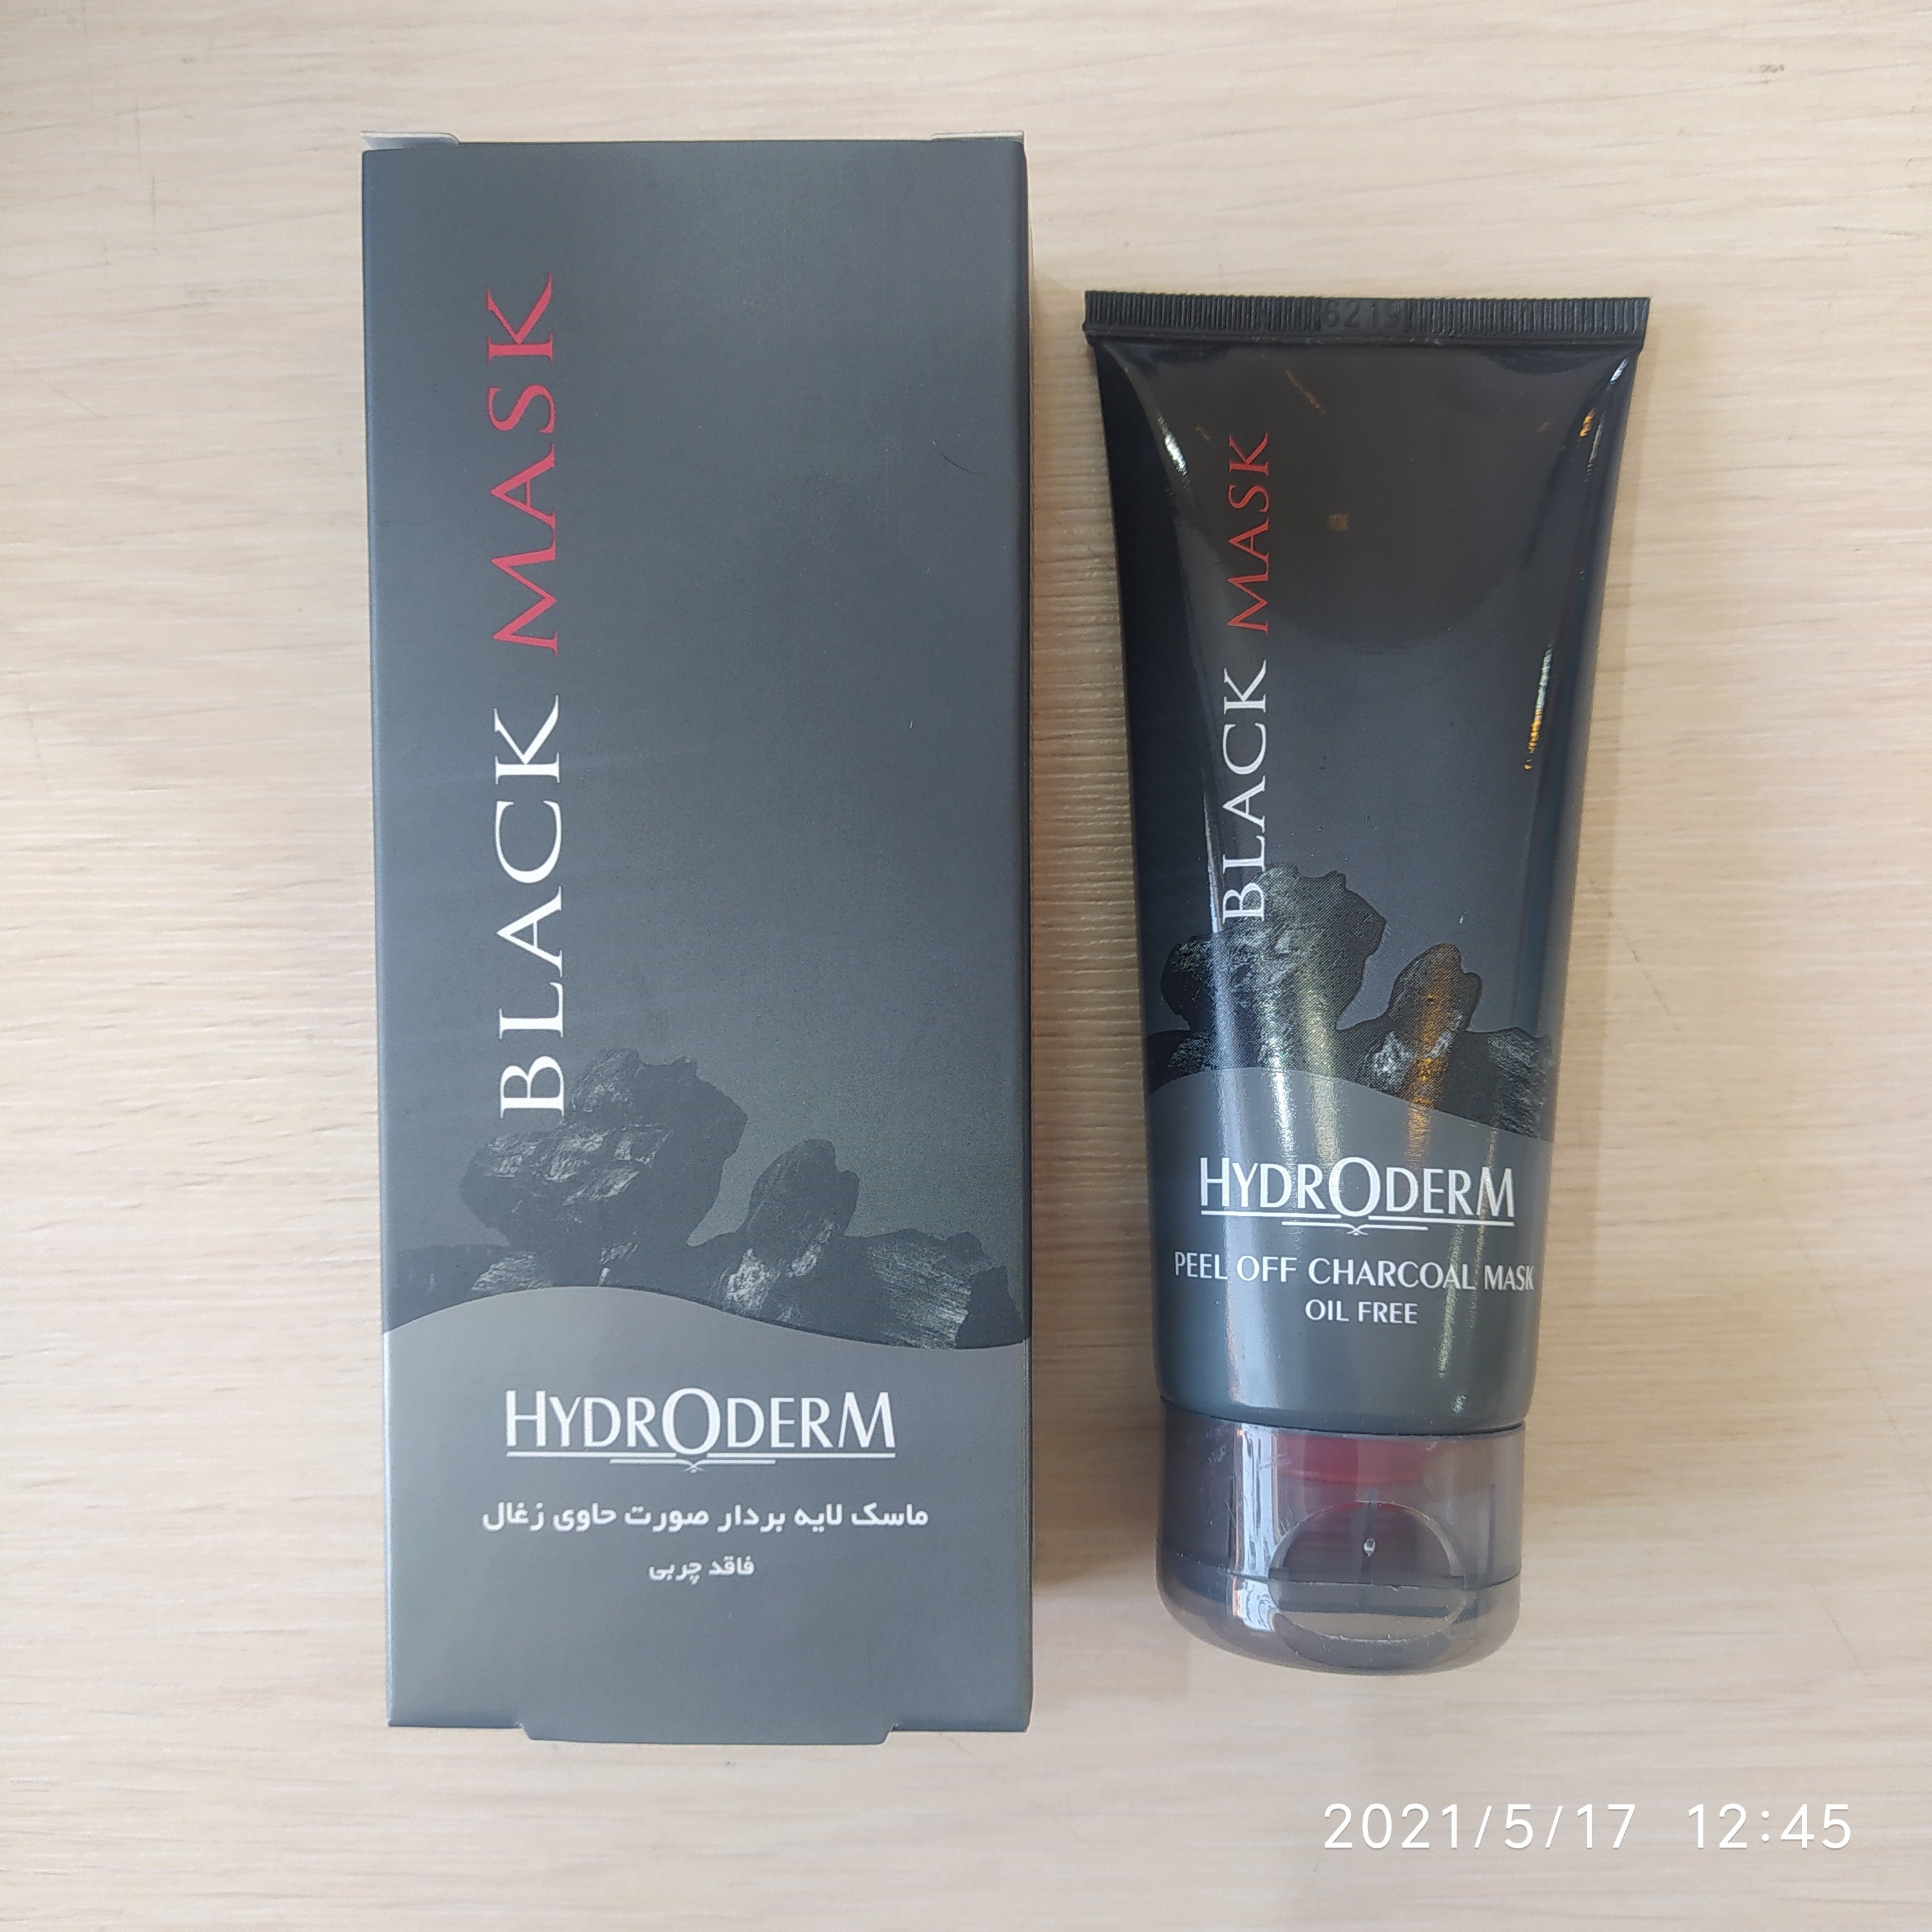 BLACK MASK
HYDRODERM
ماسک لایه بردار صورت حاوی زغال
فاقد چربی
6219
BLACK MASK
HYDRODERM
PEEL OFF CHARCOAL MASK
OIL FREE
2021/5/17 12:45